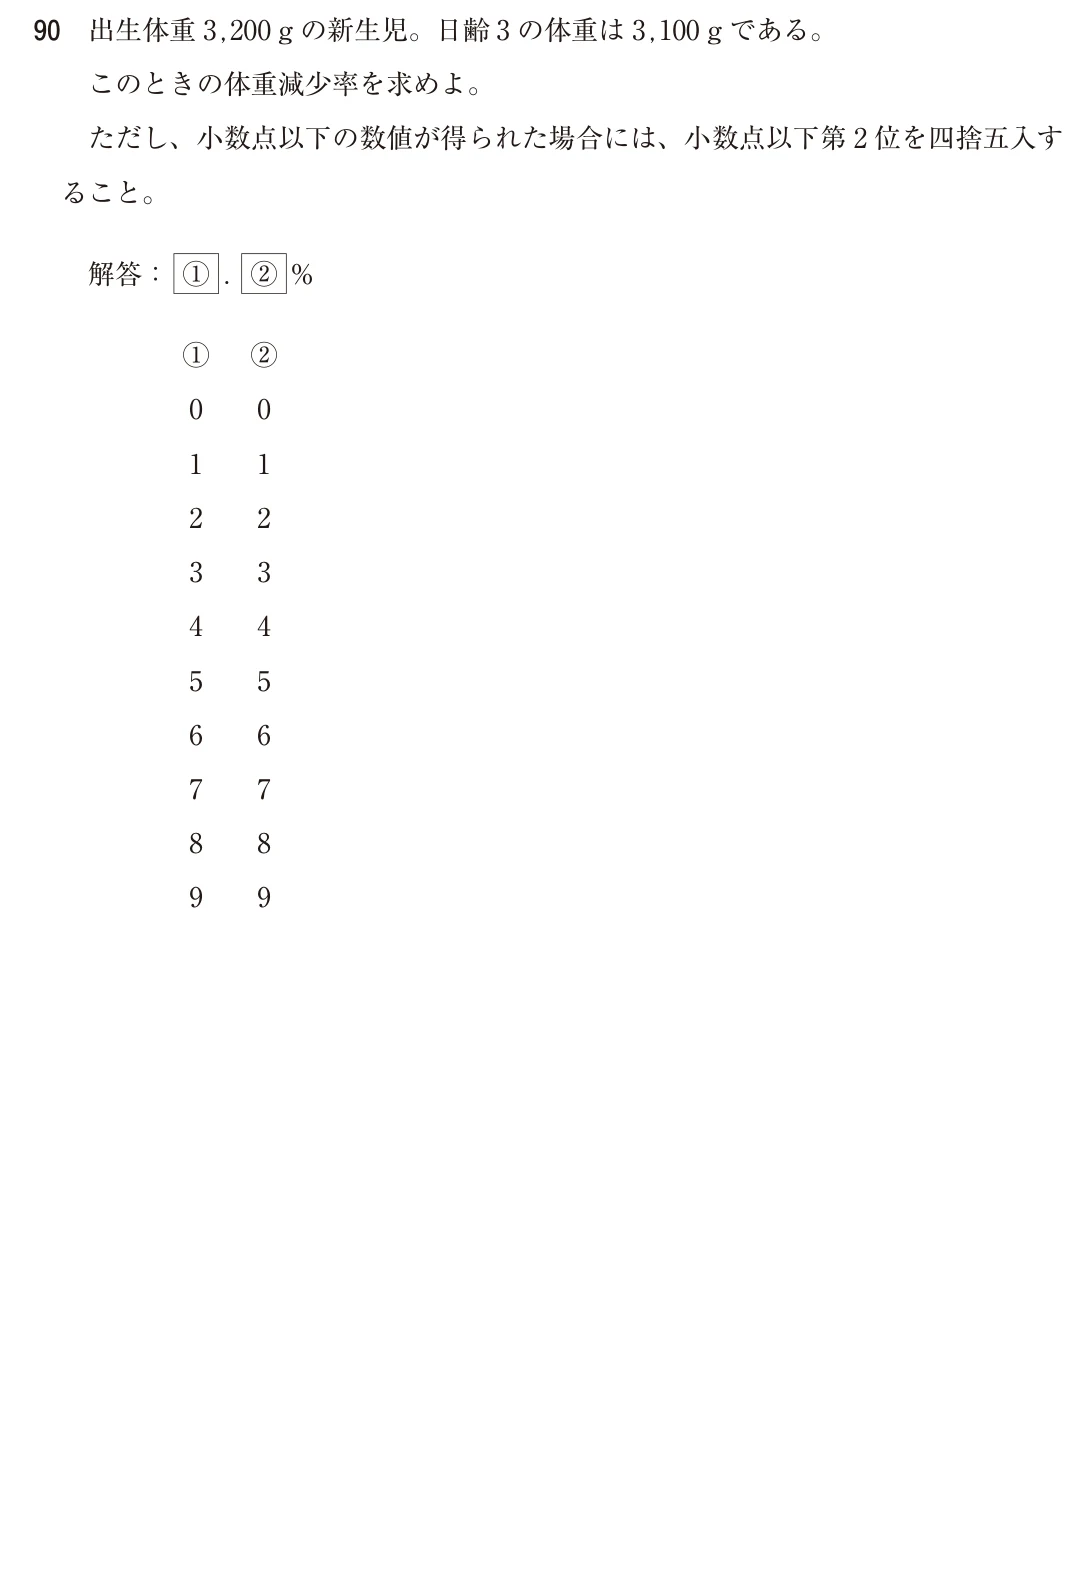 90 出生体重 3,200 g の新生児。日齢 3 の体重は 3,100 g である。
このときの体重減少率を求めよ。
ただし、小数点以下の数値が得られた場合には、小数点以下第 2 位を四捨五入す
ること。
解答：① . ② %
① ②
0 0
1 1
2 2
3 3
4 4
5 5
6 6
7 7
8 8
9 9